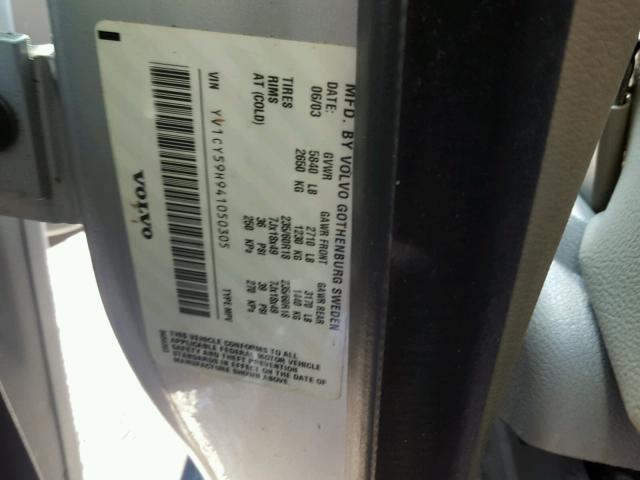 MFD. BY VOLVO GOTHENBURG SWEDEN
DATE: GVWR GAWR FRONT GAWR REAR
06/03 5840 LB 2710 LB 3170 LB
2650 KG 1230 KG 1440 KG
TIRES 235/60R18 235/60R18
RIMS 7Jx18x49 7Jx18x49
AT (COLD) 36 PSI 39 PSI
250 KPa 270 KPa
VIN YV1CY59H941050305 TYPE: MPV
VOLVO
THIS VEHICLE CONFORMS TO ALL
APPLICABLE FEDERAL MOTOR VEHICLE
SAFETY AND THEFT PREVENTION
STANDARDS IN EFFECT ON THE DATE OF
MANUFACTURE SHOWN ABOVE.